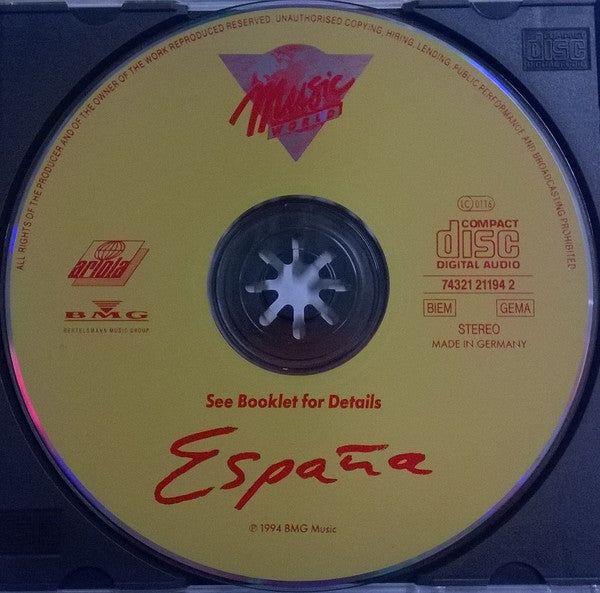 ALL RIGHTS OF THE PRODUCER AND OF THE OWNER OF THE WORK REPRODUCED RESERVED. UNAUTHORISED COPYING, HIRING, LENDING, PUBLIC PERFORMANCE AND BROADCASTING PROHIBITED
disc
Music
WORLD
LC 0116
COMPACT
disc
DIGITAL AUDIO
ariola
74321 21194 2
BMG
BIEM GEMA
BERTELSMANN MUSIC GROUP
STEREO
MADE IN GERMANY
See Booklet for Details
España
℗ 1994 BMG Music